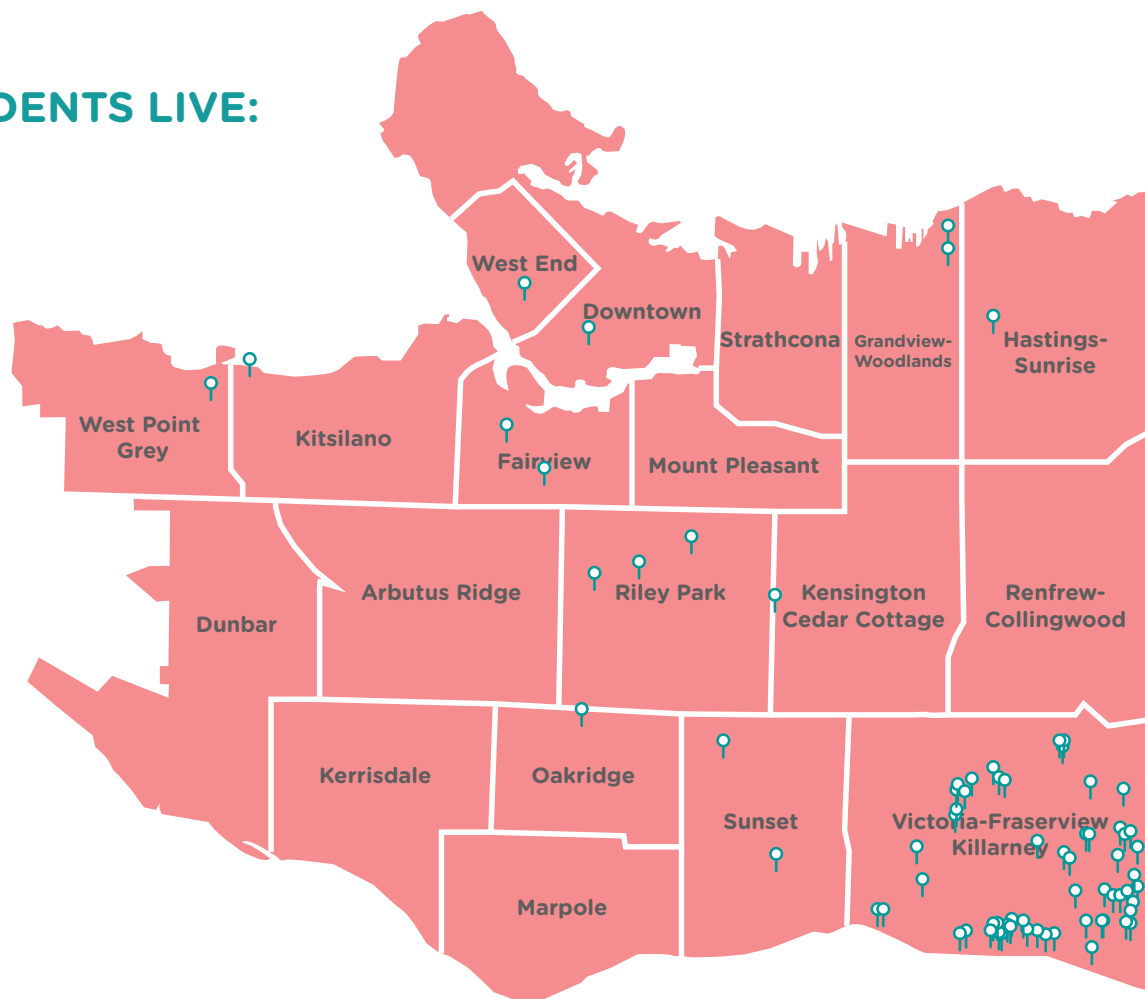 DENTS LIVE:
West End
Downtown
Strathcona
Grandview-
Woodlands
Hastings-
Sunrise
West Point
Grey
Kitsilano
Fairview
Mount Pleasant
Arbutus Ridge
Riley Park
Kensington
Cedar Cottage
Renfrew-
Collingwood
Dunbar
Kerrisdale
Oakridge
Sunset
Victoria-Fraserview
Killarney
Marpole